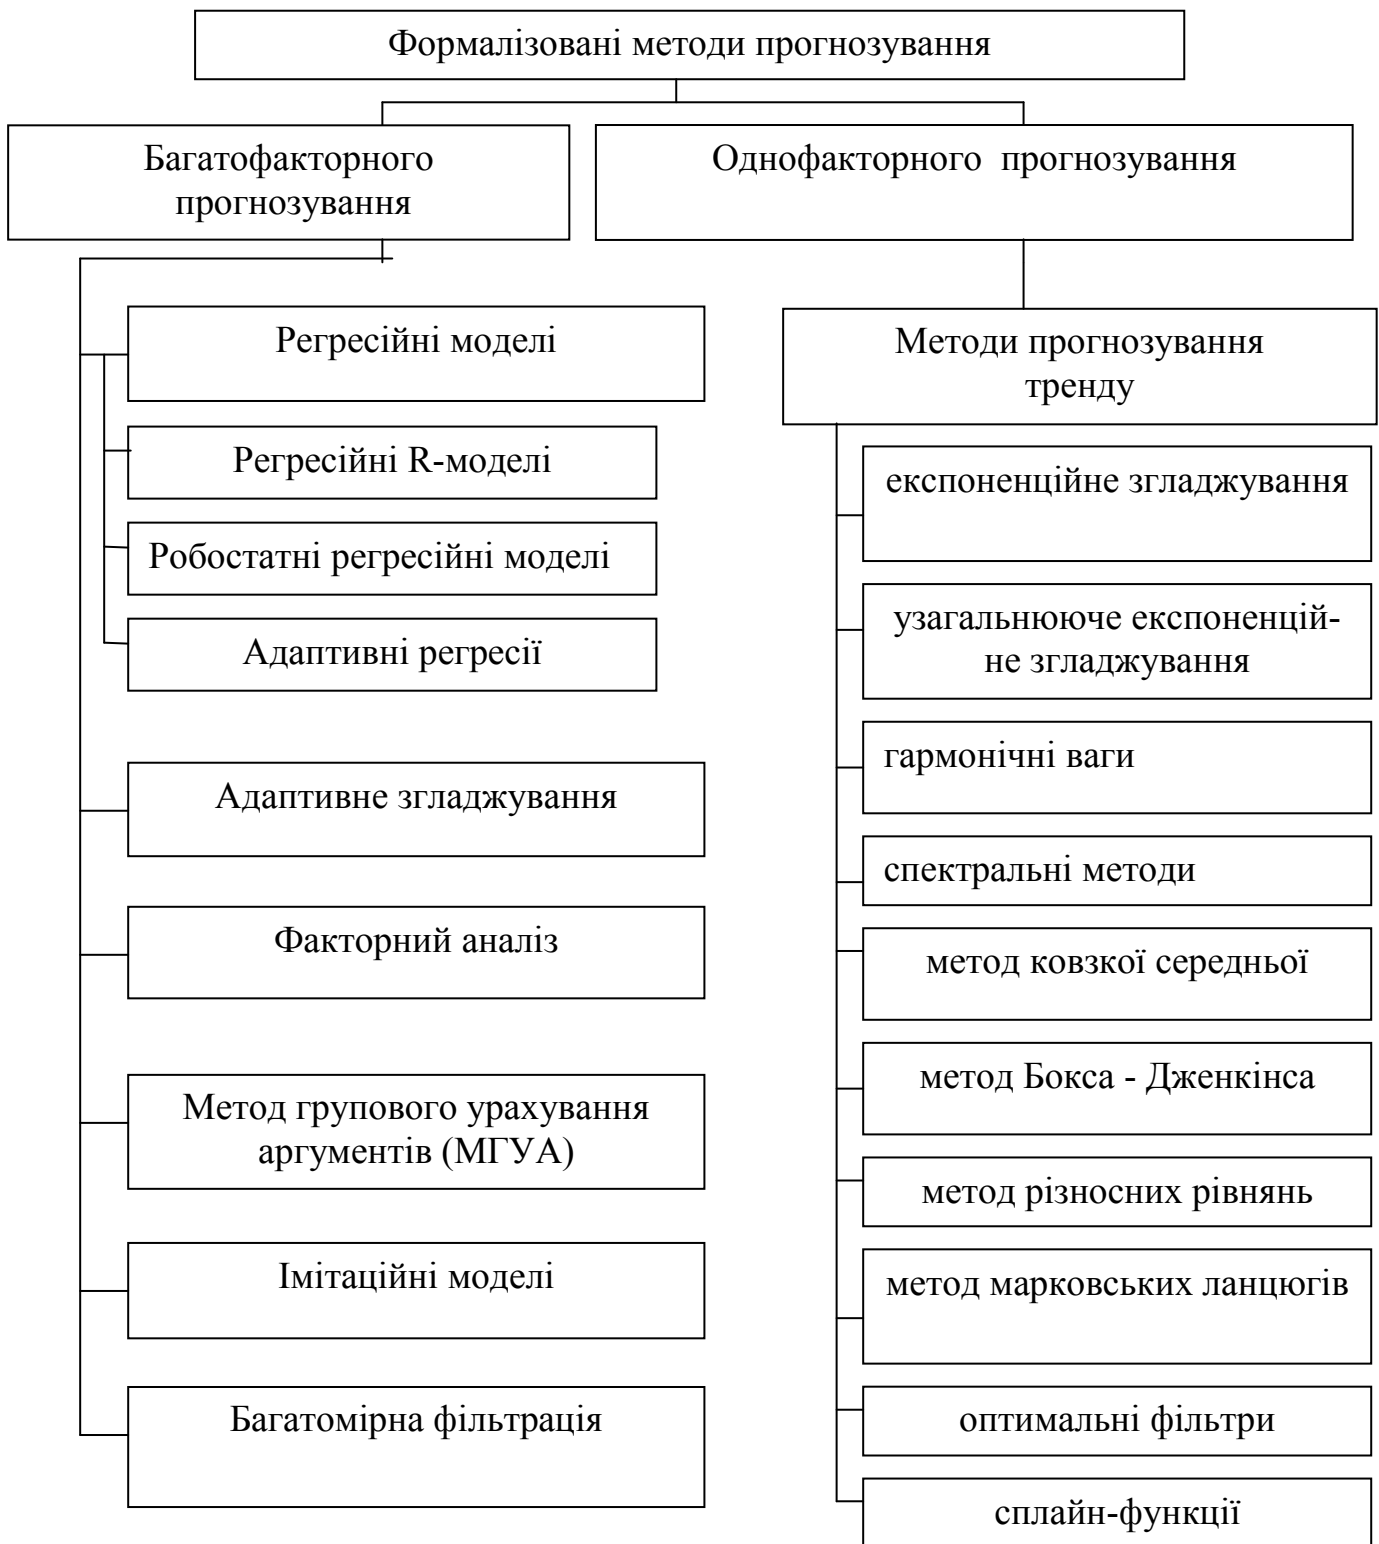 Формалізовані методи прогнозування
Багатофакторного
прогнозування
Однофакторного прогнозування
Регресійні моделі
Регресійні R-моделі
Робостатні регресійні моделі
Адаптивні регресії
Адаптивне згладжування
Факторний аналіз
Метод групового урахування
аргументів (МГУА)
Імітаційні моделі
Багатомірна фільтрація
Методи прогнозування
тренду
експоненційне згладжування
узагальнююче експоненцій-
не згладжування
гармонічні ваги
спектральні методи
метод ковзкої середньої
метод Бокса - Дженкінса
метод різносних рівнянь
метод марковських ланцюгів
оптимальні фільтри
сплайн-функції